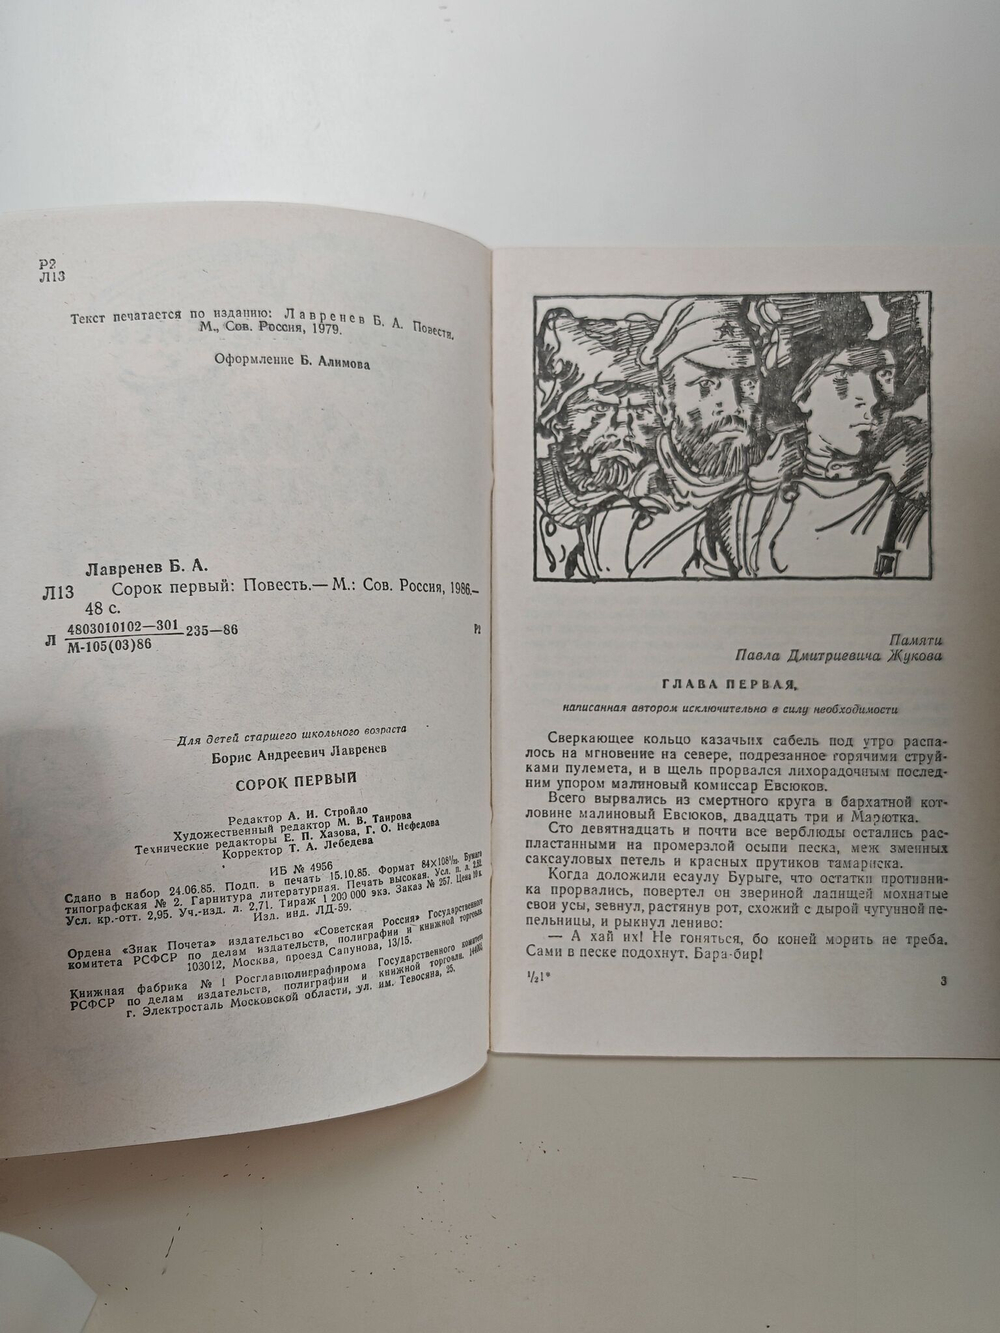 Р2
Л13
Текст печатается по изданию: Лавренев Б. А. Повести.
М., Сов. Россия, 1979.
Оформление Б. Алимова
Лавренев Б. А.
Л13 Сорок первый: Повесть.— М.: Сов. Россия, 1986.—
48 с.
Л 4803010102—301 235—86 Р2
М-105(03)86
Для детей старшего школьного возраста
Борис Андреевич Лавренев
СОРОК ПЕРВЫЙ
Редактор А. И. Стройло
Художественный редактор М. В. Таирова
Технические редакторы Е. П. Хазова, Г. О. Нефедова
Корректор Т. А. Лебедева
ИБ № 4956
Сдано в набор 24.06.85. Подп. в печать 15.10.85. Формат 84×108¹/₃₂. Бумага
типографская № 2. Гарнитура литературная. Печать высокая. Усл. п. л. 2,52.
Усл. кр.-отт. 2,95. Уч.-изд. л. 2,71. Тираж 1 200 000 экз. Заказ № 257. Цена 10 к.
Изд. инд. ЛД-59.
Ордена «Знак Почета» издательство «Советская Россия» Государственного
комитета РСФСР по делам издательств, полиграфии и книжной торговли.
103012, Москва, проезд Сапунова, 13/15.
Книжная фабрика № 1 Росглавполиграфпрома Государственного комитета
РСФСР по делам издательств, полиграфии и книжной торговли. 144003,
г. Электросталь Московской области, ул. им. Тевосяна, 25.
Памяти
Павла Дмитриевича Жукова
ГЛАВА ПЕРВАЯ,
написанная автором исключительно в силу необходимости
Сверкающее кольцо казачьих сабель под утро распа-
лось на мгновение на севере, подрезанное горячими струй-
ками пулемета, и в щель прорвался лихорадочным послед-
ним упором малиновый комиссар Евсюков.
Всего вырвались из смертного круга в бархатной кот-
ловине малиновый Евсюков, двадцать три и Марютка.
Сто девятнадцать и почти все верблюды остались рас-
пластанными на промерзлой осыпи песка, меж змеиных
саксауловых петель и красных прутиков тамариска.
Когда доложили есаулу Бурыге, что остатки противни-
ка прорвались, повертел он звериной лапищей мохнатые
свои усы, зевнул, растянув рот, схожий с дырой чугунной пе-
пельницы, и рыкнул лениво:
— А хай их! Не гоняться, бо коней морить не треба.
Сами в песке подохнут. Бара-бир!
¹/₂1* 3